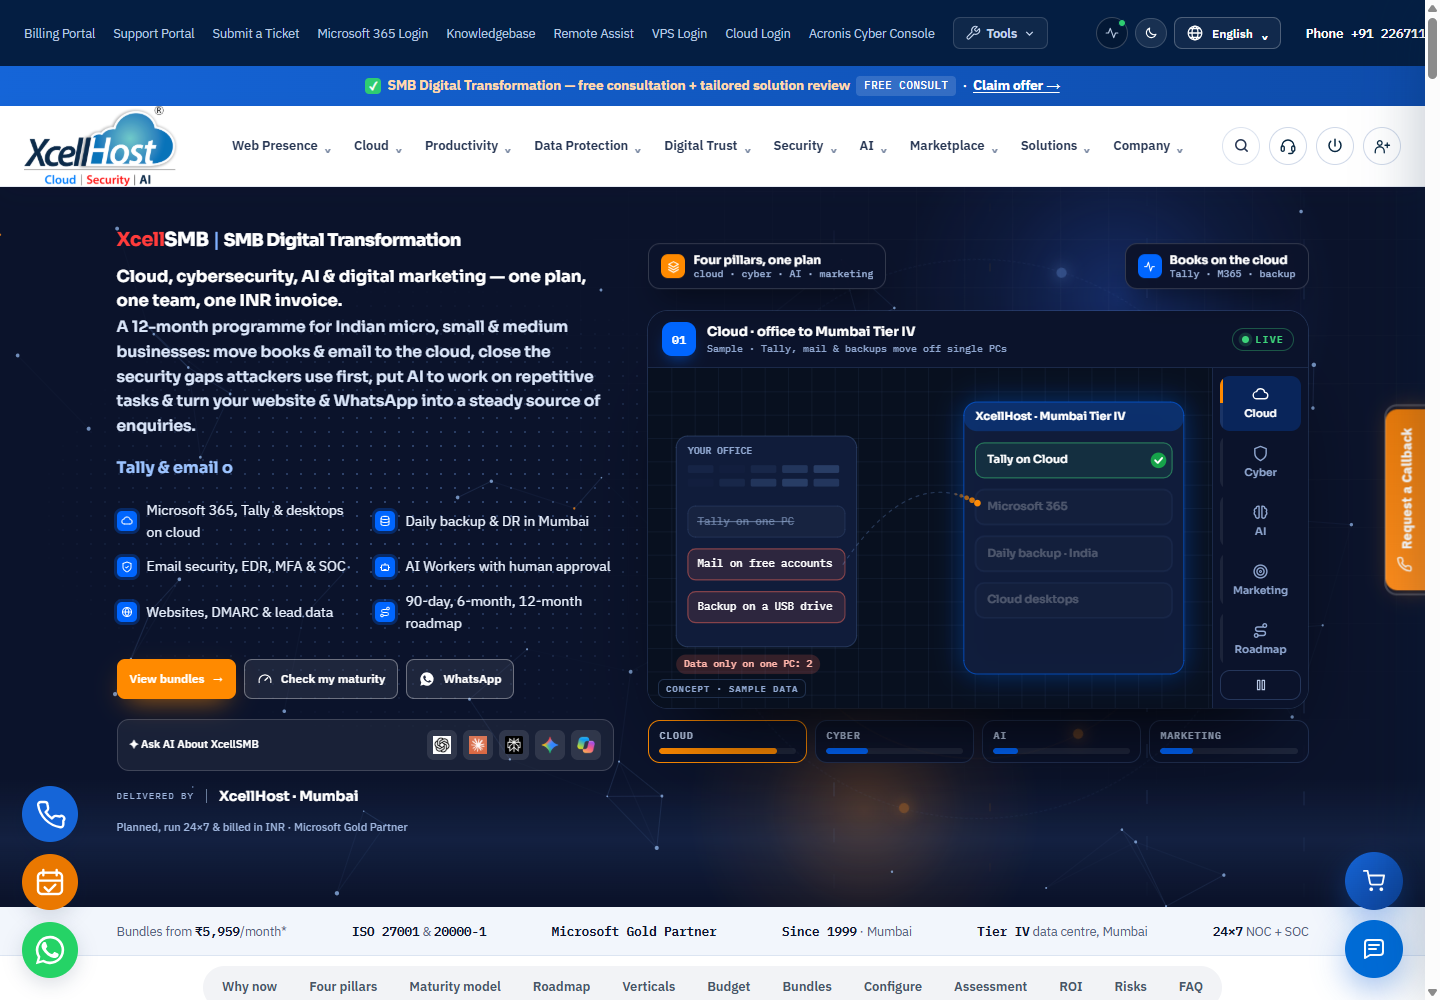 Billing Portal Support Portal Submit a Ticket Microsoft 365 Login Knowledgebase Remote Assist VPS Login Cloud Login Acronis Cyber Console Tools English Phone +91 226711
SMB Digital Transformation — free consultation + tailored solution review FREE CONSULT · Claim offer →
XcellHost ®
Cloud | Security | AI
Web Presence Cloud Productivity Data Protection Digital Trust Security AI Marketplace Solutions Company
XcellSMB | SMB Digital Transformation
Cloud, cybersecurity, AI & digital marketing — one plan,
one team, one INR invoice.
A 12-month programme for Indian micro, small & medium
businesses: move books & email to the cloud, close the
security gaps attackers use first, put AI to work on repetitive
tasks & turn your website & WhatsApp into a steady source of
enquiries.
Tally & email o
Microsoft 365, Tally & desktops
on cloud
Daily backup & DR in Mumbai
Email security, EDR, MFA & SOC
AI Workers with human approval
Websites, DMARC & lead data
90-day, 6-month, 12-month
roadmap
View bundles →
Check my maturity
WhatsApp
Ask AI About XcellSMB
DELIVERED BY | XcellHost · Mumbai
Planned, run 24×7 & billed in INR · Microsoft Gold Partner
Four pillars, one plan
cloud · cyber · AI · marketing
Books on the cloud
Tally · M365 · backup
01
Cloud · office to Mumbai Tier IV
Sample · Tally, mail & backups move off single PCs
LIVE
YOUR OFFICE
Tally on one PC
Mail on free accounts
Backup on a USB drive
Data only on one PC: 2
CONCEPT · SAMPLE DATA
XcellHost · Mumbai Tier IV
Tally on Cloud
Microsoft 365
Daily backup · India
Cloud desktops
Cloud
Cyber
AI
Marketing
Roadmap
CLOUD CYBER AI MARKETING
Request a Callback
Bundles from ₹5,959/month* ISO 27001 & 20000-1 Microsoft Gold Partner Since 1999 · Mumbai Tier IV data centre, Mumbai 24×7 NOC + SOC
Why now Four pillars Maturity model Roadmap Verticals Budget Bundles Configure Assessment ROI Risks FAQ